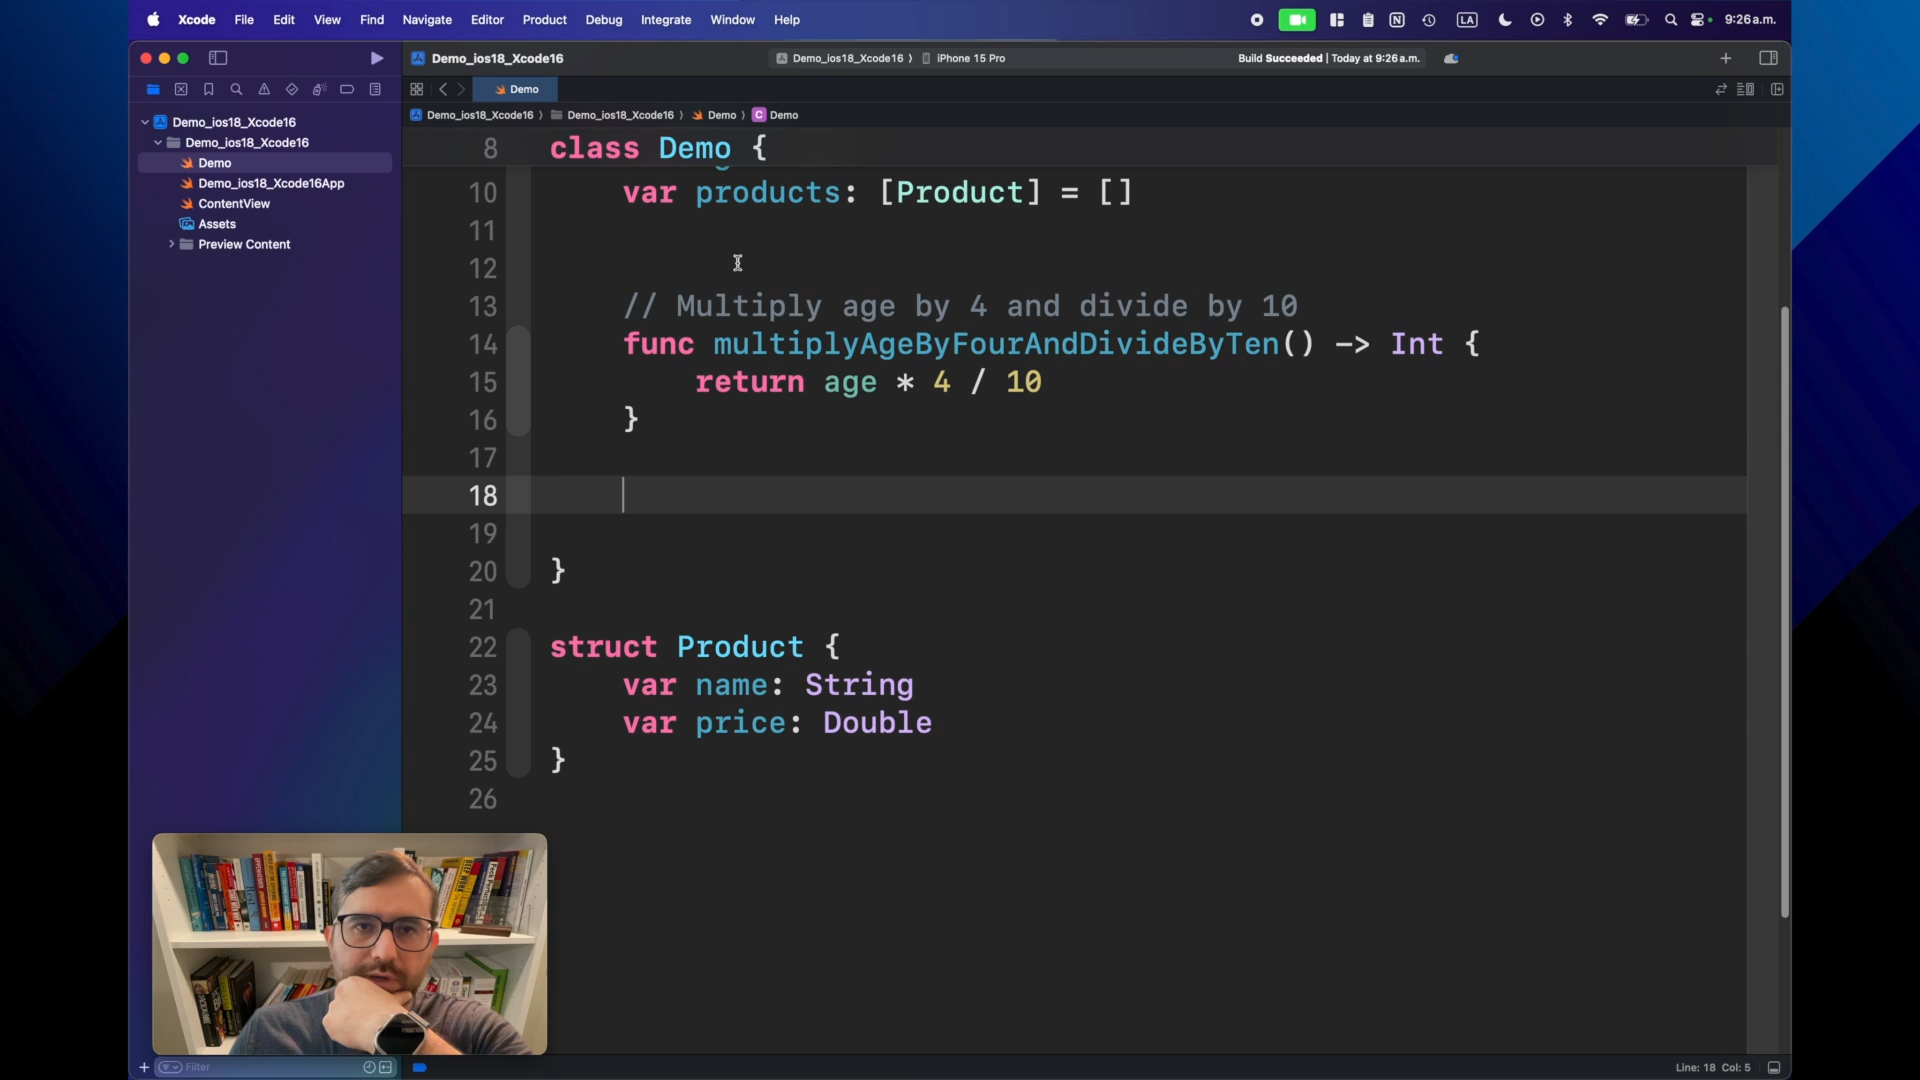 Xcode File Edit View Find Navigate Editor Product Debug Integrate Window Help LA 9:26 a.m.
Demo_ios18_Xcode16 Demo_ios18_Xcode16 ⟩ iPhone 15 Pro Build Succeeded | Today at 9:26 a.m.
Demo
Demo_ios18_Xcode16 ⟩ Demo_ios18_Xcode16 ⟩ Demo ⟩ C Demo
Demo_ios18_Xcode16
Demo_ios18_Xcode16
Demo
Demo_ios18_Xcode16App
ContentView
Assets
Preview Content
8 class Demo {
10 var products: [Product] = []
11
12
13 // Multiply age by 4 and divide by 10
14 func multiplyAgeByFourAndDivideByTen() -> Int {
15 return age * 4 / 10
16 }
17
18
19
20 }
21
22 struct Product {
23 var name: String
24 var price: Double
25 }
26
DEEP WORK
Filter
Line: 18 Col: 5